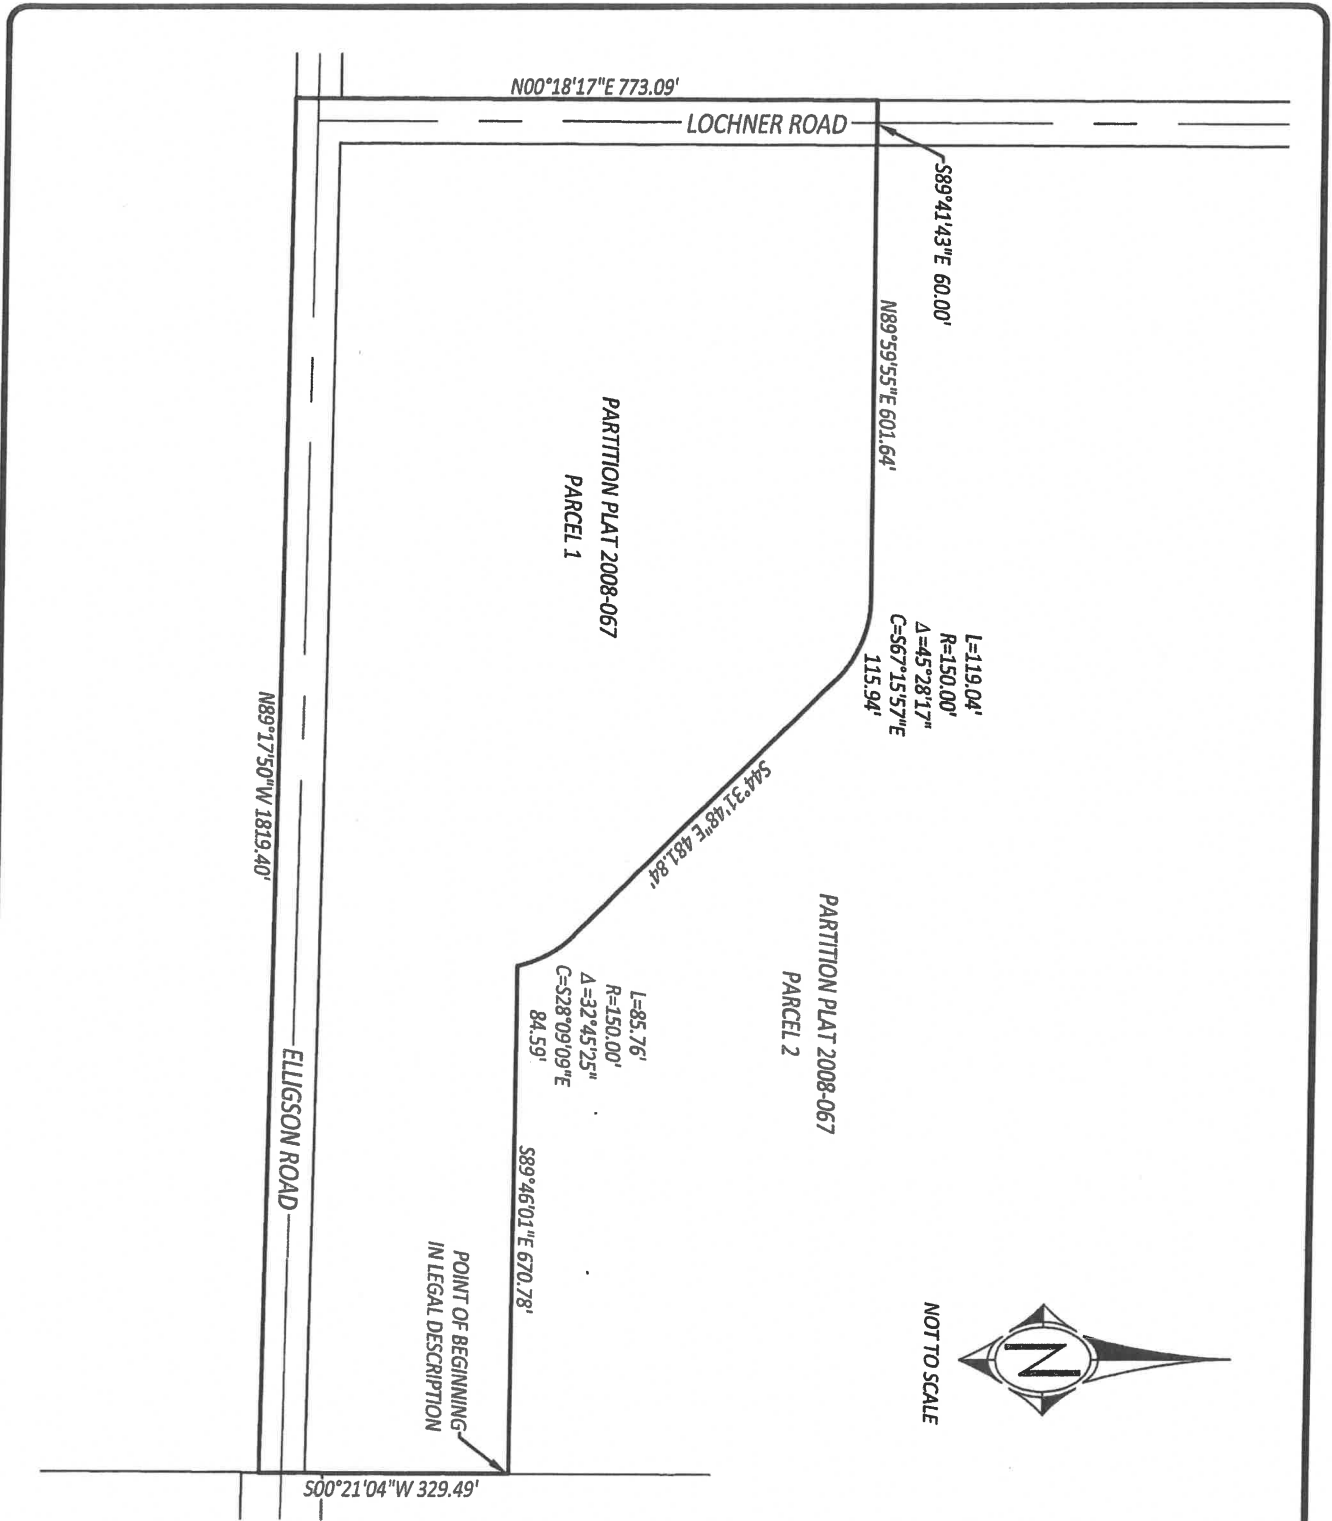 N00°18'17"E 773.09'
LOCHNER ROAD
S89°41'43"E 60.00'
N89°59'55"E 601.64'
L=119.04'
R=150.00'
Δ=45°28'17"
C=S67°15'57"E
115.94'
S44°31'48"E 481.84'
PARTITION PLAT 2008-067
PARCEL 1
PARTITION PLAT 2008-067
PARCEL 2
L=85.76'
R=150.00'
Δ=32°45'25"
C=S28°09'09"E
84.59'
S89°46'01"E 670.78'
POINT OF BEGINNING
IN LEGAL DESCRIPTION
S00°21'04"W 329.49'
N89°17'50"W 1819.40'
ELLIGSON ROAD
N
NOT TO SCALE